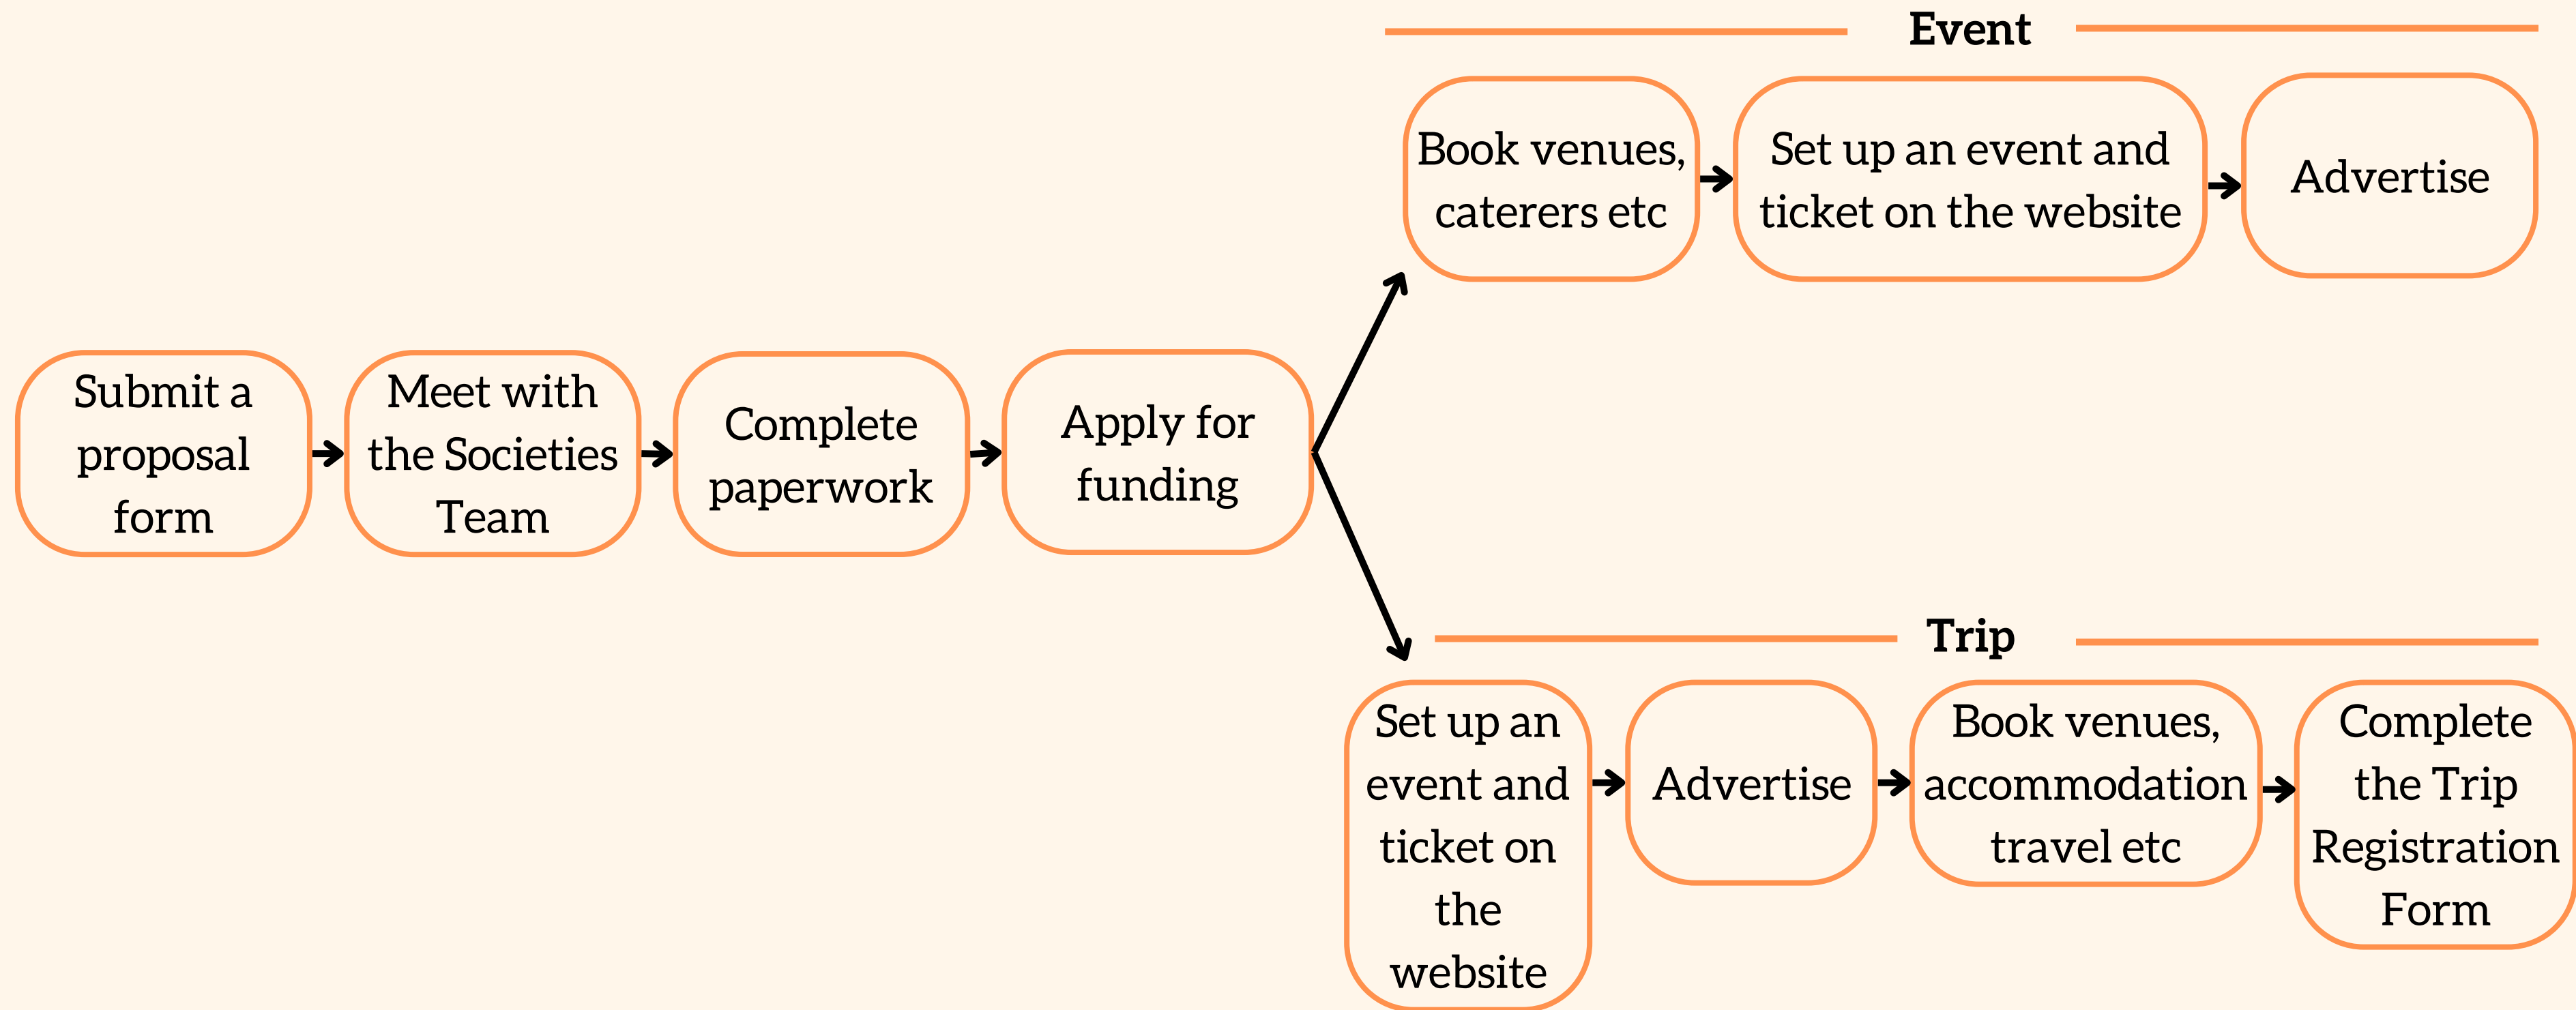 Event
Book venues,
caterers etc
Set up an event and
ticket on the website
Advertise
Submit a
proposal
form
Meet with
the Societies
Team
Complete
paperwork
Apply for
funding
Trip
Set up an
event and
ticket on
the
website
Advertise
Book venues,
accommodation
travel etc
Complete
the Trip
Registration
Form